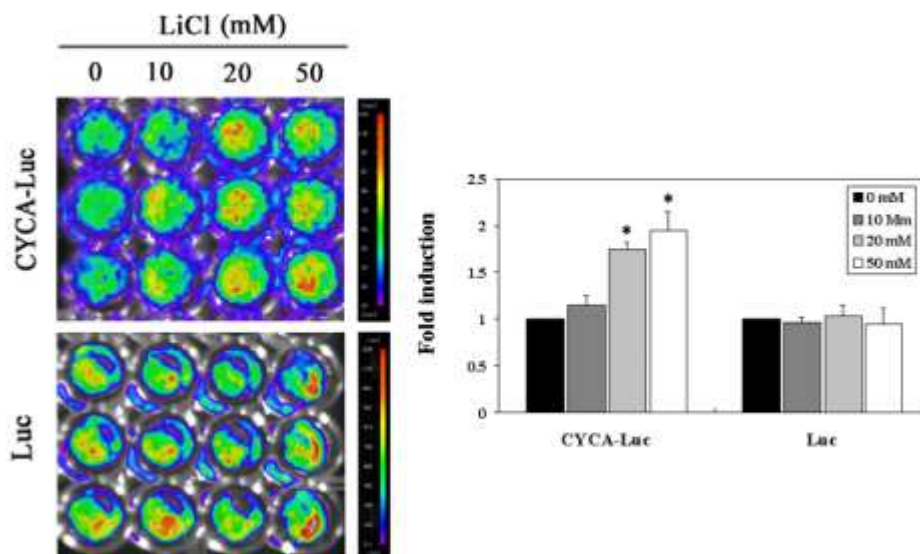 LiCl (mM)
0 10 20 50
CYCA-Luc
Luc
Fold induction
2.5
2
1.5
1
0.5
0
* *
0 mM
10 Mm
20 mM
50 mM
CYCA-Luc Luc